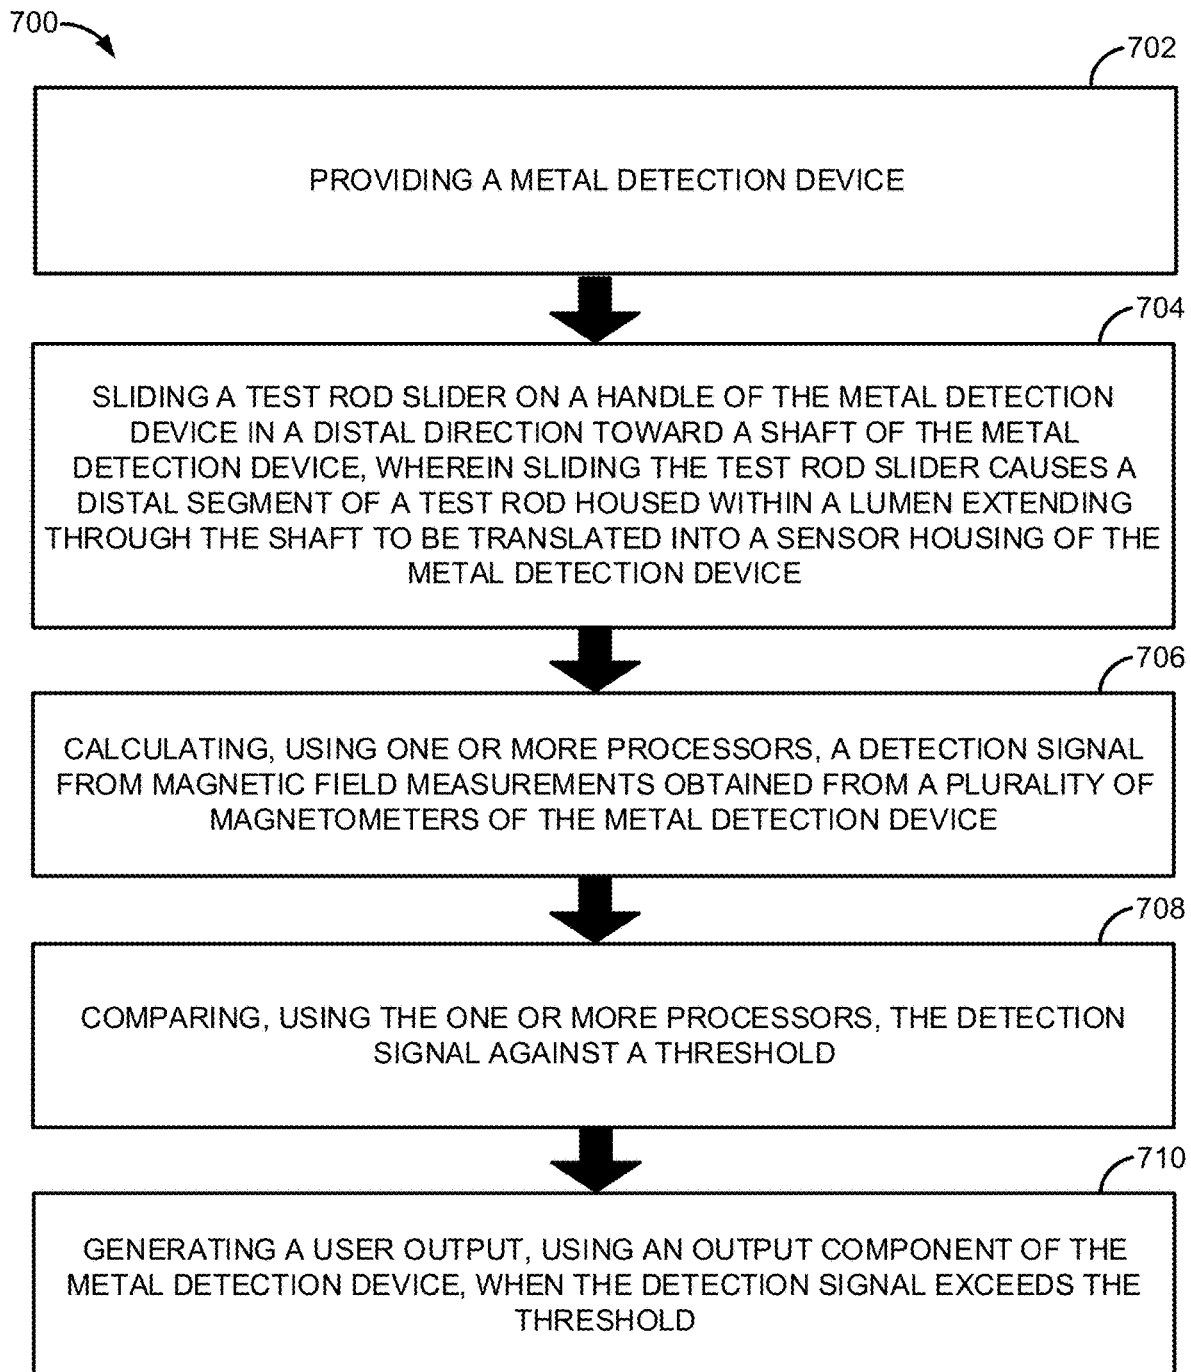 700
702
PROVIDING A METAL DETECTION DEVICE
704
SLIDING A TEST ROD SLIDER ON A HANDLE OF THE METAL DETECTION
DEVICE IN A DISTAL DIRECTION TOWARD A SHAFT OF THE METAL
DETECTION DEVICE, WHEREIN SLIDING THE TEST ROD SLIDER CAUSES A
DISTAL SEGMENT OF A TEST ROD HOUSED WITHIN A LUMEN EXTENDING
THROUGH THE SHAFT TO BE TRANSLATED INTO A SENSOR HOUSING OF THE
METAL DETECTION DEVICE
706
CALCULATING, USING ONE OR MORE PROCESSORS, A DETECTION SIGNAL
FROM MAGNETIC FIELD MEASUREMENTS OBTAINED FROM A PLURALITY OF
MAGNETOMETERS OF THE METAL DETECTION DEVICE
708
COMPARING, USING THE ONE OR MORE PROCESSORS, THE DETECTION
SIGNAL AGAINST A THRESHOLD
710
GENERATING A USER OUTPUT, USING AN OUTPUT COMPONENT OF THE
METAL DETECTION DEVICE, WHEN THE DETECTION SIGNAL EXCEEDS THE
THRESHOLD